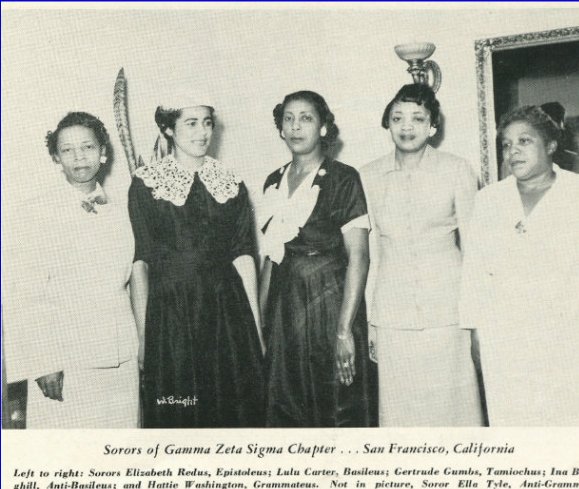 wm Bright
Sorors of Gamma Zeta Sigma Chapter . . . San Francisco, California
Left to right: Sorors Elizabeth Redus, Epistoleus; Lulu Carter, Basileus; Gertrude Gumbs, Tamiochus; Ina B
ghill, Anti-Basileus; and Hattie Washington, Grammateus. Not in picture, Soror Ella Tyle, Anti-Gramm